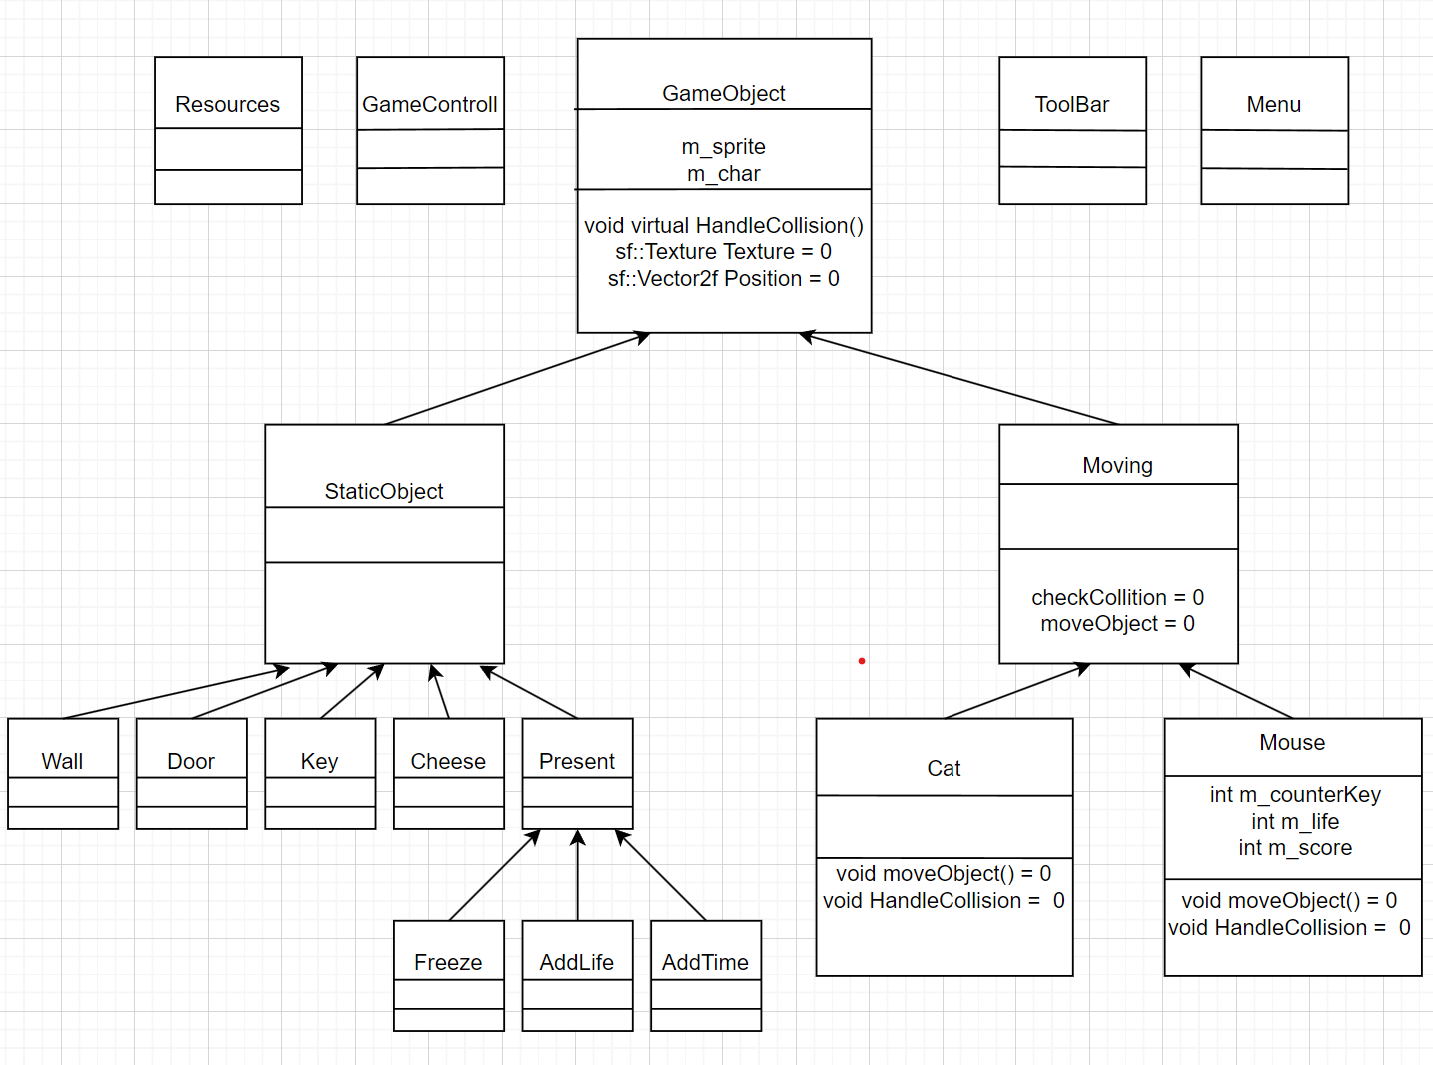 Resources
GameControll
GameObject
m_sprite
m_char
void virtual HandleCollision()
sf::Texture Texture = 0
sf::Vector2f Position = 0
ToolBar
Menu
StaticObject
Moving
checkCollition = 0
moveObject = 0
Wall
Door
Key
Cheese
Present
Cat
void moveObject() = 0
void HandleCollision =  0
Mouse
int m_counterKey
int m_life
int m_score
void moveObject() = 0
void HandleCollision =  0
Freeze
AddLife
AddTime